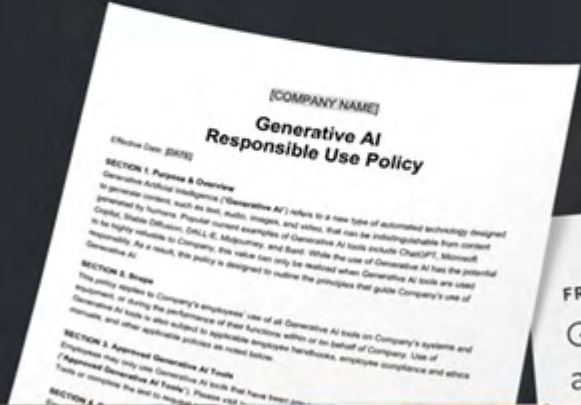 [COMPANY NAME]
Generative AI
Responsible Use Policy
Effective Date: [DATE]
SECTION 1. Purpose & Overview
Generative Artificial Intelligence ("Generative AI") refers to a new type of automated technology designed
to generate content, such as text, audio, images, and video, that can be indistinguishable from content
generated by humans. Popular current examples of Generative AI tools include ChatGPT, Microsoft
Copilot, Stable Diffusion, DALL-E, Midjourney, and Bard. While the use of Generative AI has the potential
to be highly valuable to Company, this value can only be realized when Generative AI tools are used
responsibly. As a result, this policy is designed to outline the principles that guide Company's use of
Generative AI.
SECTION 2. Scope
This policy applies to Company's employees' use of all Generative AI tools on Company's systems and
equipment, or during the performance of their functions within or on behalf of Company. Use of
Generative AI tools is also subject to applicable employee handbooks, employee compliance and ethics
manuals, and other applicable policies as noted below.
SECTION 3. Approved Generative AI Tools
Employees may only use Generative AI tools that have been
("Approved Generative AI Tools"). Please visit
Tools or complete the
SECTION
FR
G
a